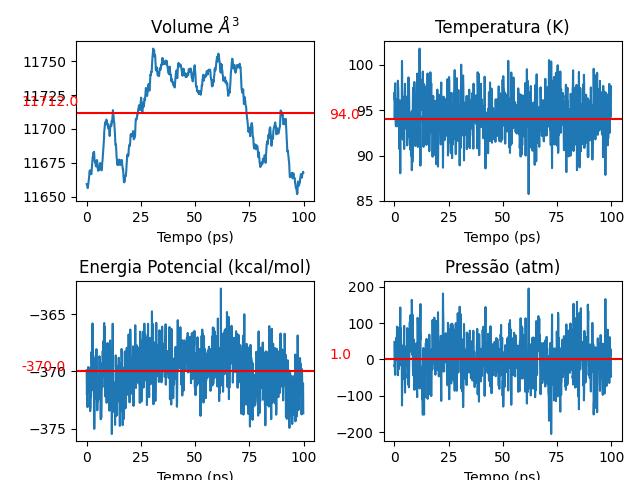 Volume Å³
11750
11725
11712.0
11700
11675
11650
0 25 50 75 100
Tempo (ps)
Temperatura (K)
100
95
94.0
90
85
0 25 50 75 100
Tempo (ps)
Energia Potencial (kcal/mol)
−365
-370.0
−370
−375
0 25 50 75 100
Tempo (ps)
Pressão (atm)
200
100
1.0
0
−100
−200
0 25 50 75 100
Tempo (ps)